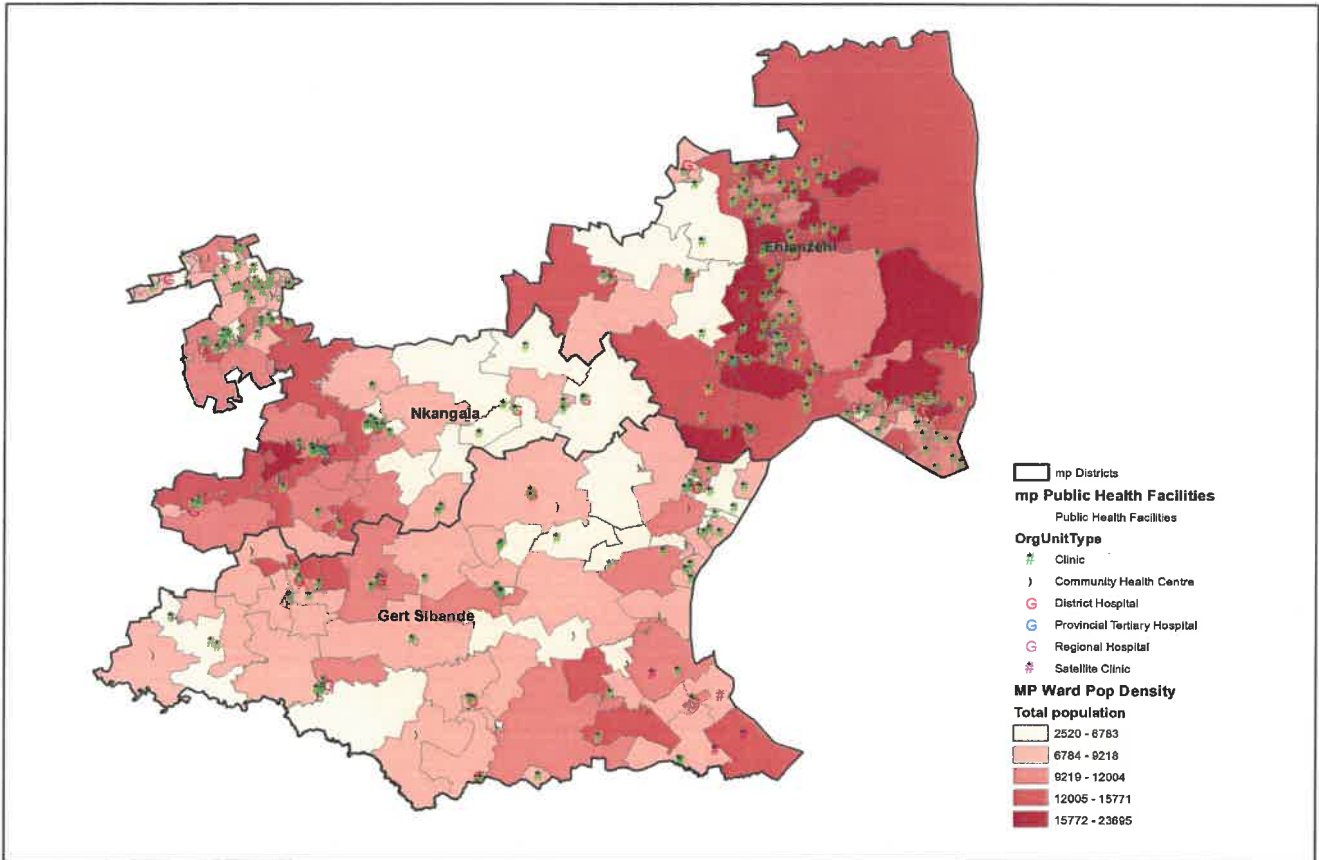 Ehlanzeni
Nkangala
Gert Sibande
mp Districts
mp Public Health Facilities
Public Health Facilities
OrgUnitType
# Clinic
) Community Health Centre
G District Hospital
G Provincial Tertiary Hospital
G Regional Hospital
# Satellite Clinic
MP Ward Pop Density
Total population
2520 - 6783
6784 - 9218
9219 - 12004
12005 - 15771
15772 - 23695